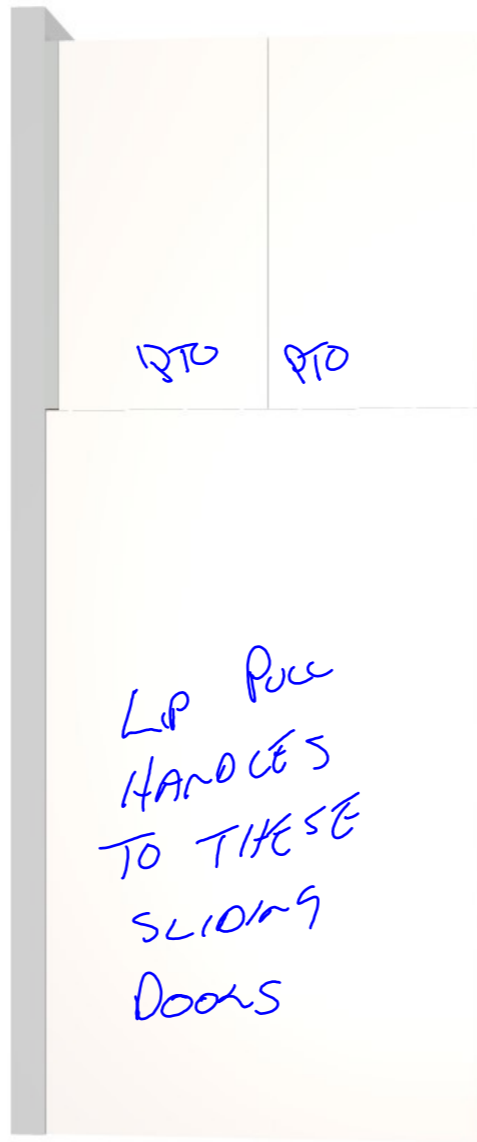 PTO PTO
LIP PULL
HANDLES
TO THESE
SLIDING
DOORS